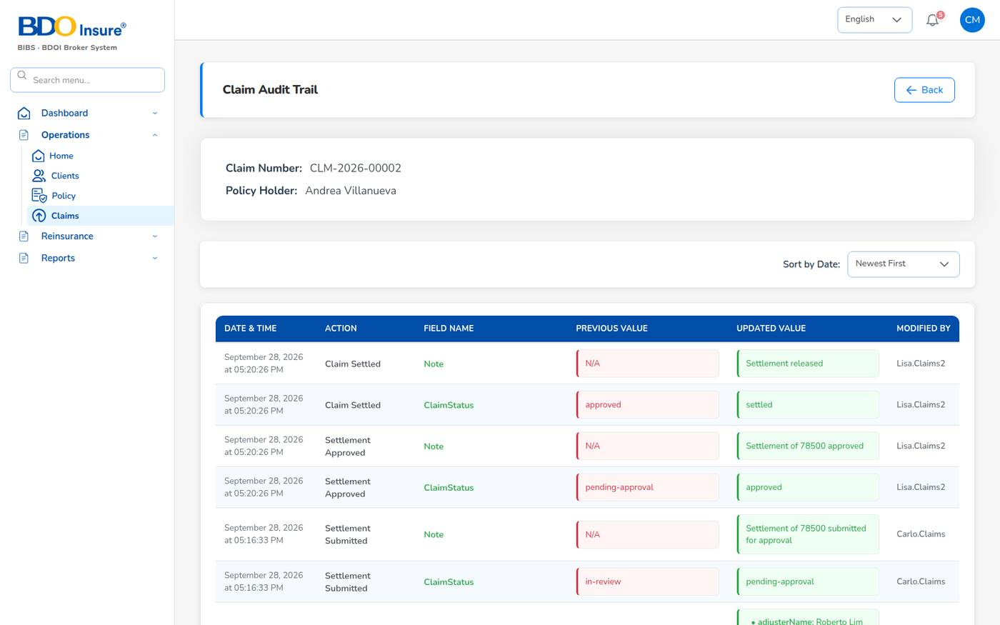 BDO Insure®
BIBS · BDOI Broker System
Search menu...
Dashboard
Operations
Home
Clients
Policy
Claims
Reinsurance
Reports
English
5
CM
Claim Audit Trail
Back
Claim Number: CLM-2026-00002
Policy Holder: Andrea Villanueva
Sort by Date: Newest First
DATE & TIME ACTION FIELD NAME PREVIOUS VALUE UPDATED VALUE MODIFIED BY
September 28, 2026
at 05:20:26 PM Claim Settled Note N/A Settlement released Lisa.Claims2
September 28, 2026
at 05:20:26 PM Claim Settled ClaimStatus approved settled Lisa.Claims2
September 28, 2026
at 05:20:26 PM Settlement
Approved Note N/A Settlement of 78500 approved Lisa.Claims2
September 28, 2026
at 05:20:26 PM Settlement
Approved ClaimStatus pending-approval approved Lisa.Claims2
September 28, 2026
at 05:16:33 PM Settlement
Submitted Note N/A Settlement of 78500 submitted
for approval Carlo.Claims
September 28, 2026
at 05:16:33 PM Settlement
Submitted ClaimStatus in-review pending-approval Carlo.Claims
• adjusterName: Roberto Lim